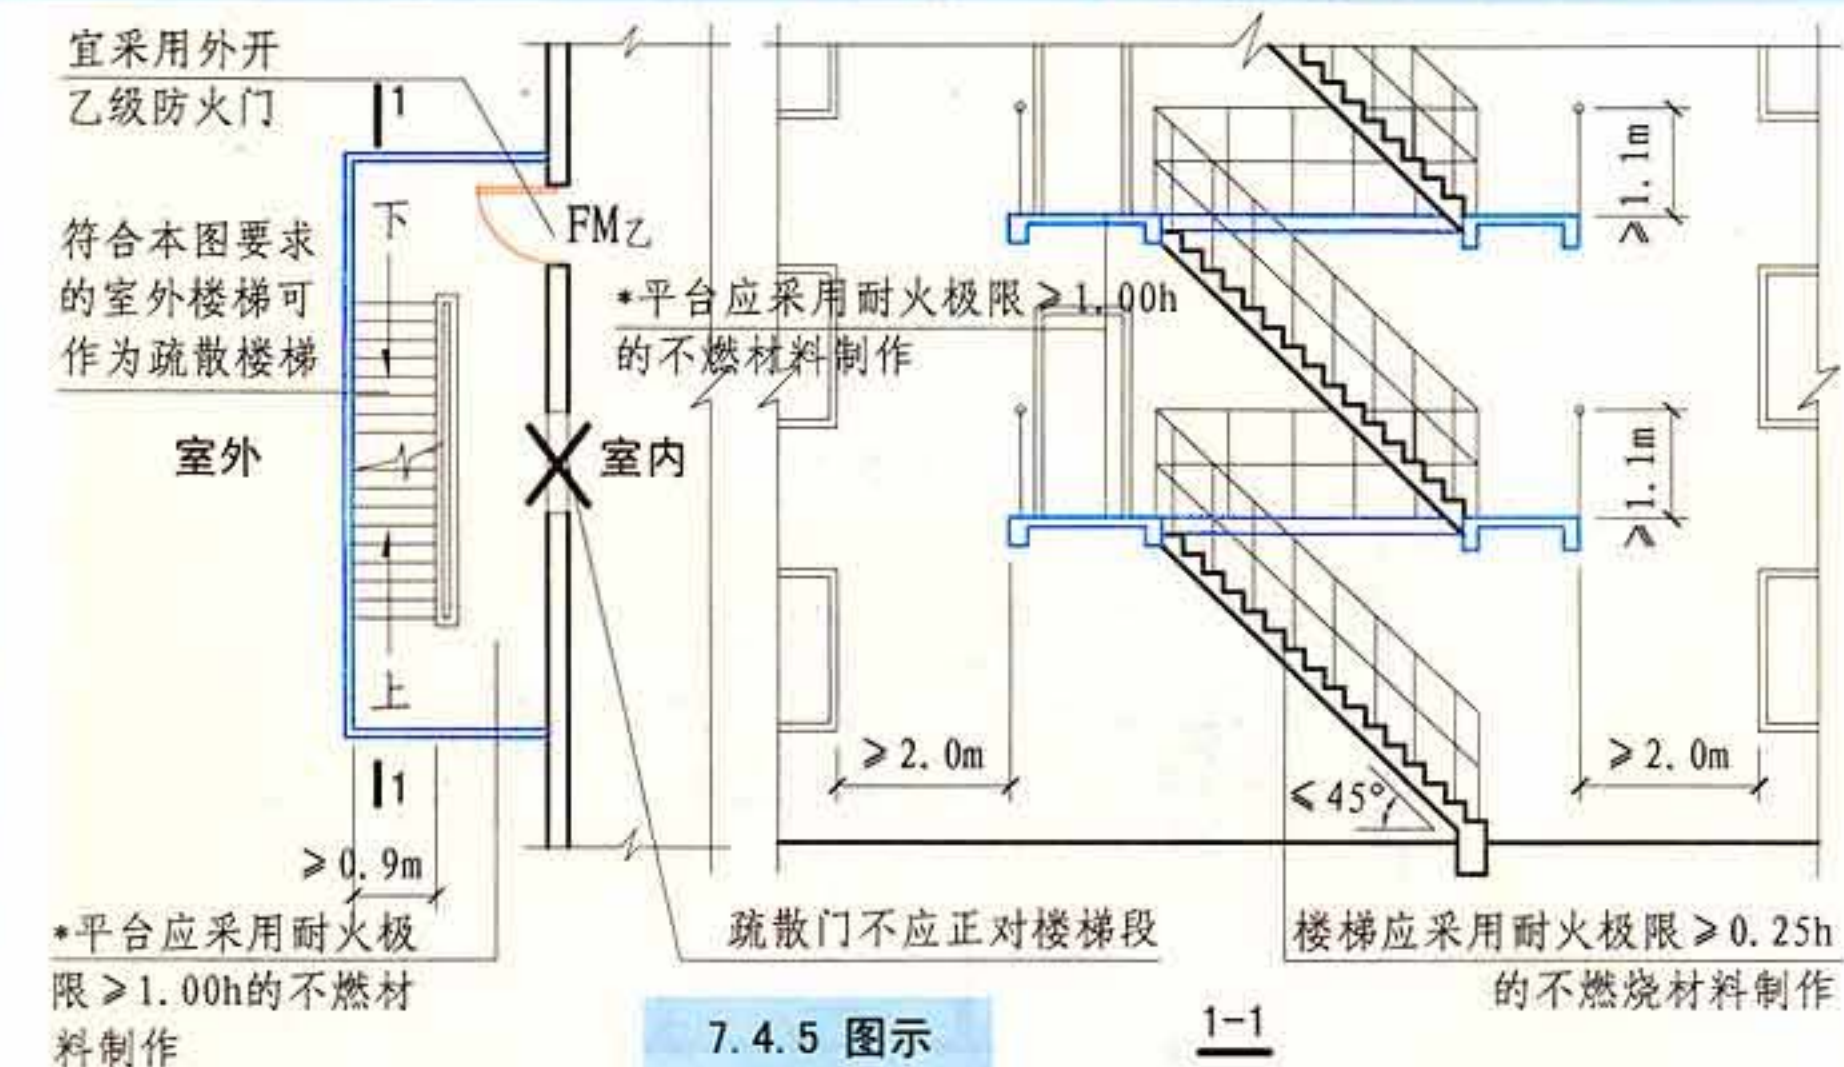 宜采用外开
乙级防火门
1
下
FM乙
符合本图要求
的室外楼梯可
作为疏散楼梯
室外
室内
上
1
≥0.9m
*平台应采用耐火极
限≥1.00h的不燃材
料制作
*平台应采用耐火极限≥1.00h
的不燃材料制作
≥1.1m
≥1.1m
≥2.0m
≤45°
≥2.0m
疏散门不应正对楼梯段
楼梯应采用耐火极限≥0.25h
的不燃烧材料制作
7.4.5 图示
1-1